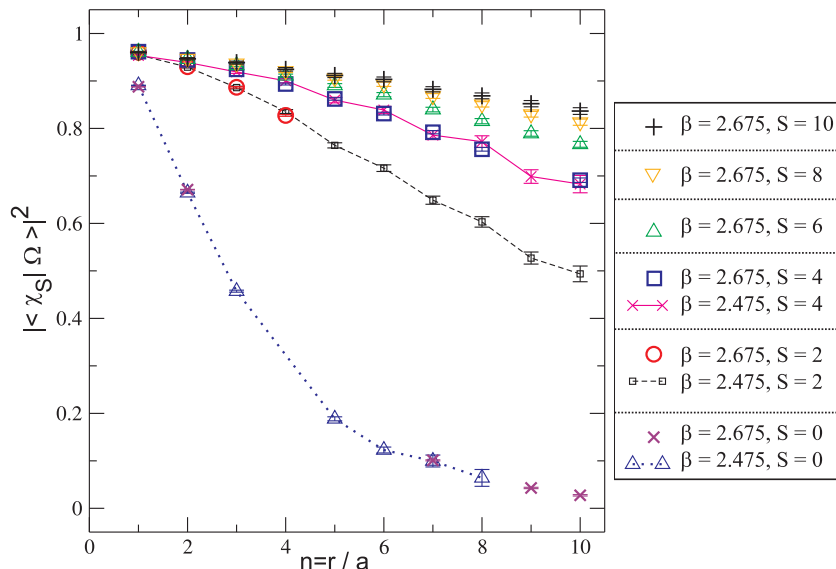 |< χS| Ω >|²
1
0.8
0.6
0.4
0.2
0
0
2
4
6
8
10
n=r / a
β = 2.675, S = 10
β = 2.675, S = 8
β = 2.675, S = 6
β = 2.675, S = 4
β = 2.475, S = 4
β = 2.675, S = 2
β = 2.475, S = 2
β = 2.675, S = 0
β = 2.475, S = 0